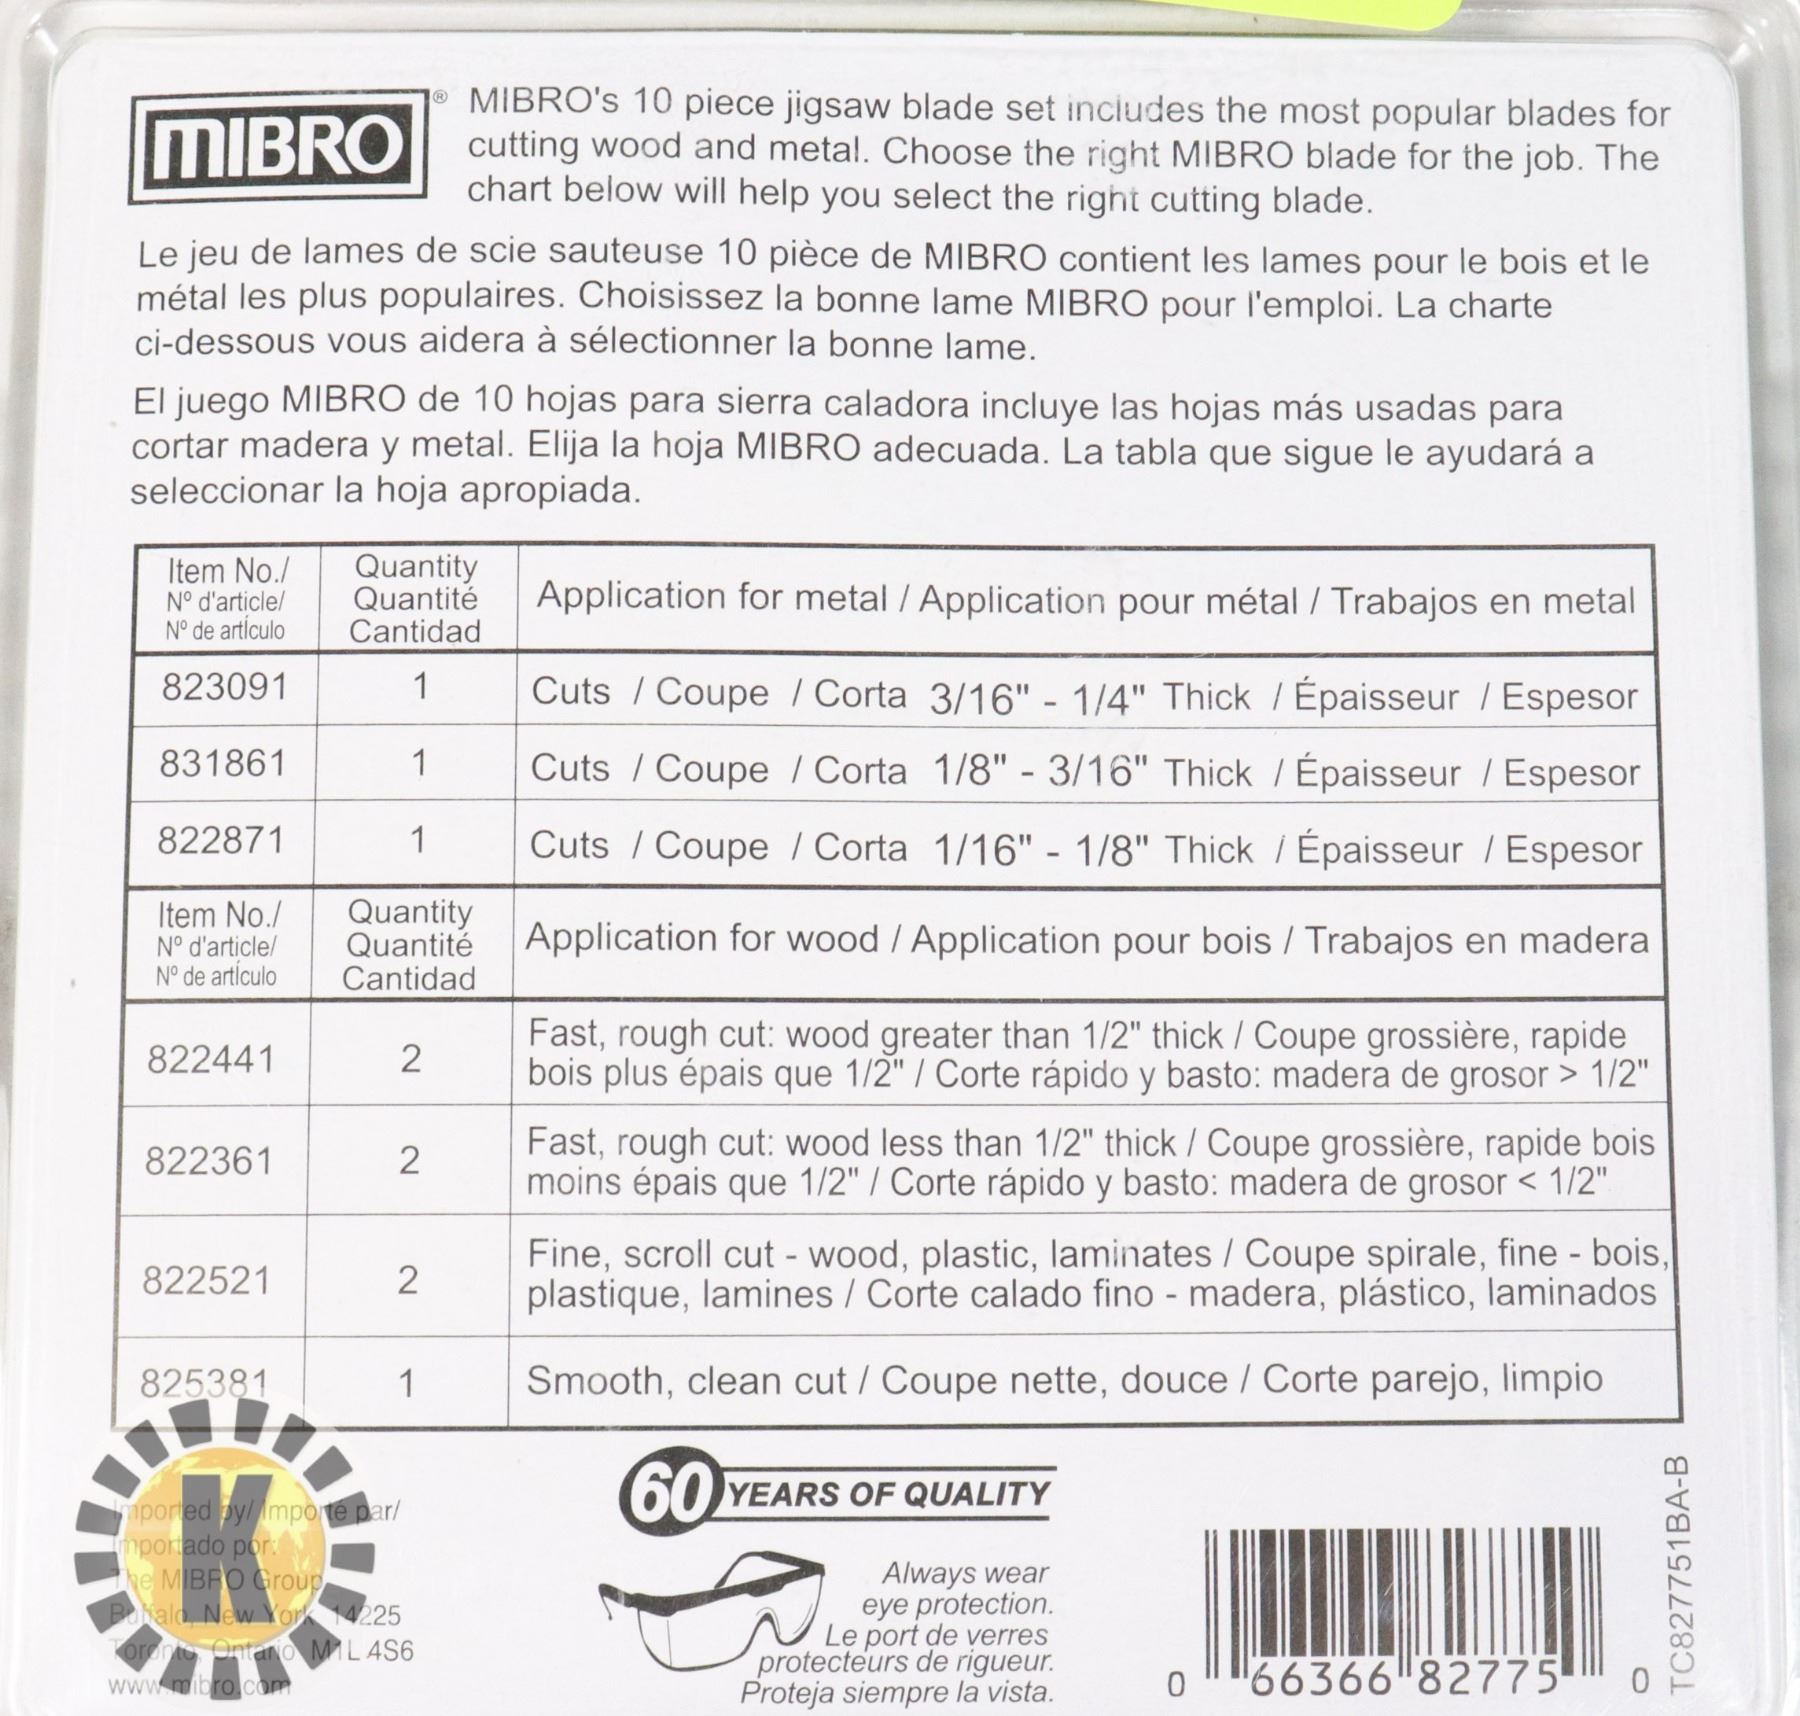 MIBRO®
MIBRO's 10 piece jigsaw blade set includes the most popular blades for
cutting wood and metal. Choose the right MIBRO blade for the job. The
chart below will help you select the right cutting blade.
Le jeu de lames de scie sauteuse 10 pièce de MIBRO contient les lames pour le bois et le
métal les plus populaires. Choisissez la bonne lame MIBRO pour l'emploi. La charte
ci-dessous vous aidera à sélectionner la bonne lame.
El juego MIBRO de 10 hojas para sierra caladora incluye las hojas más usadas para
cortar madera y metal. Elija la hoja MIBRO adecuada. La tabla que sigue le ayudará a
seleccionar la hoja apropiada.
Item No./
Nº d'article/
Nº de artículo
Quantity
Quantité
Cantidad
Application for metal / Application pour métal / Trabajos en metal
823091 1 Cuts / Coupe / Corta 3/16" - 1/4" Thick / Épaisseur / Espesor
831861 1 Cuts / Coupe / Corta 1/8" - 3/16" Thick / Épaisseur / Espesor
822871 1 Cuts / Coupe / Corta 1/16" - 1/8" Thick / Épaisseur / Espesor
Item No./
Nº d'article/
Nº de artículo
Quantity
Quantité
Cantidad
Application for wood / Application pour bois / Trabajos en madera
822441 2 Fast, rough cut: wood greater than 1/2" thick / Coupe grossière, rapide
bois plus épais que 1/2" / Corte rápido y basto: madera de grosor > 1/2"
822361 2 Fast, rough cut: wood less than 1/2" thick / Coupe grossière, rapide bois
moins épais que 1/2" / Corte rápido y basto: madera de grosor < 1/2"
822521 2 Fine, scroll cut - wood, plastic, laminates / Coupe spirale, fine - bois,
plastique, lamines / Corte calado fino - madera, plástico, laminados
825381 1 Smooth, clean cut / Coupe nette, douce / Corte parejo, limpio
K
Imported by/ Importé par/
Importado por:
The MIBRO Group
Buffalo, New York 14225
Toronto, Ontario M1L 4S6
www.mibro.com
60 YEARS OF QUALITY
Always wear
eye protection.
Le port de verres
protecteurs de rigueur.
Proteja siempre la vista.
0 66366 82775 0
TC827751BA-B